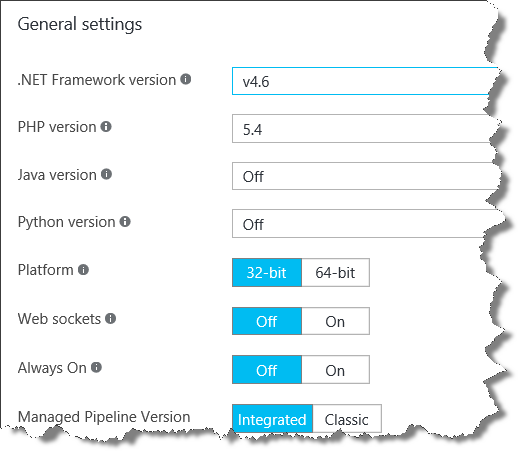 General settings
.NET Framework version v4.6
PHP version 5.4
Java version Off
Python version Off
Platform 32-bit 64-bit
Web sockets Off On
Always On Off On
Managed Pipeline Version Integrated Classic